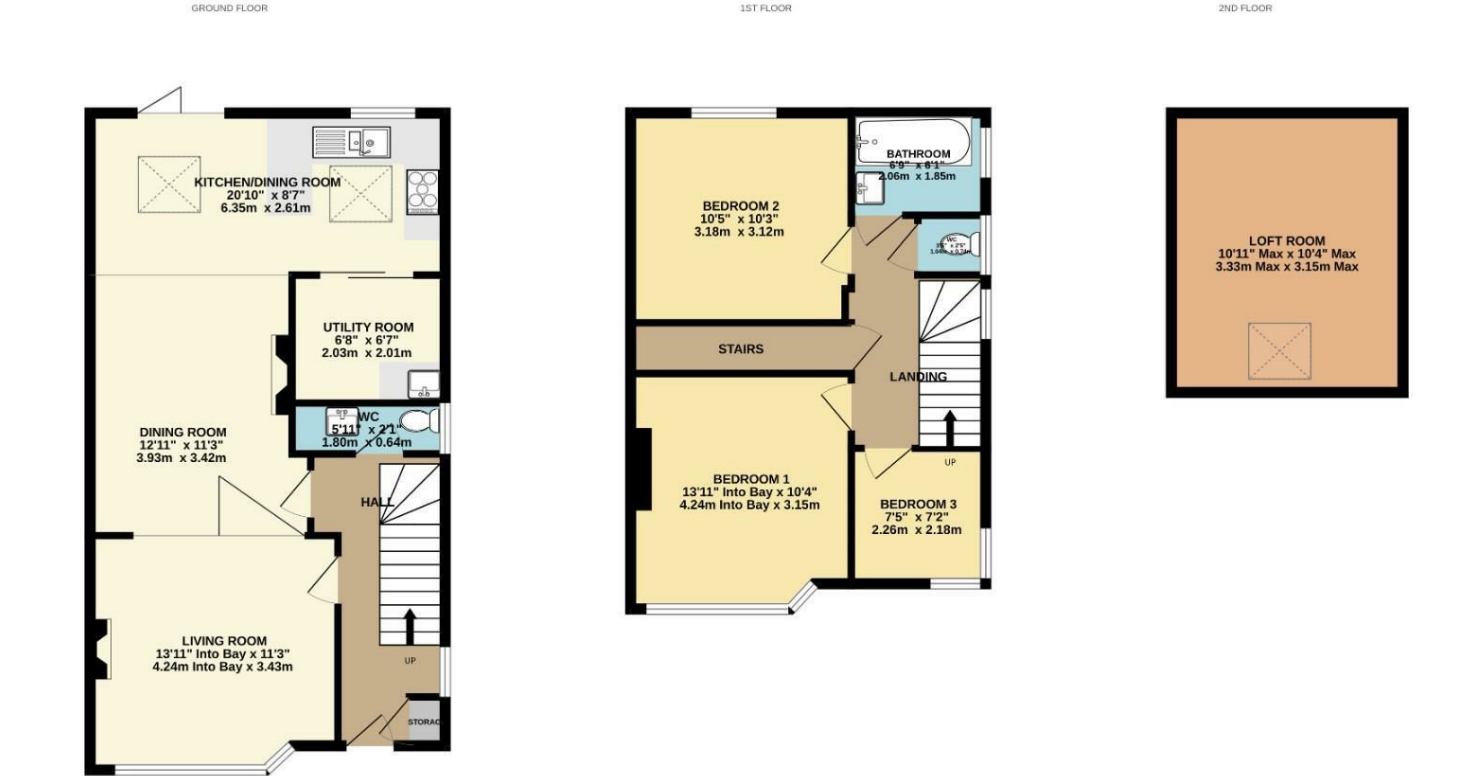 GROUND FLOOR
1ST FLOOR
2ND FLOOR
KITCHEN/DINING ROOM
20'10" x 8'7"
6.35m x 2.61m
UTILITY ROOM
6'8" x 6'7"
2.03m x 2.01m
WC
5'11" x 2'1"
1.80m x 0.64m
DINING ROOM
12'11" x 11'3"
3.93m x 3.42m
HALL
LIVING ROOM
13'11" Into Bay x 11'3"
4.24m Into Bay x 3.43m
UP
STORAG
BEDROOM 2
10'5" x 10'3"
3.18m x 3.12m
BATHROOM
6'9" x 6'1"
2.06m x 1.85m
WC
STAIRS
LANDING
UP
BEDROOM 1
13'11" Into Bay x 10'4"
4.24m Into Bay x 3.15m
BEDROOM 3
7'5" x 7'2"
2.26m x 2.18m
LOFT ROOM
10'11" Max x 10'4" Max
3.33m Max x 3.15m Max